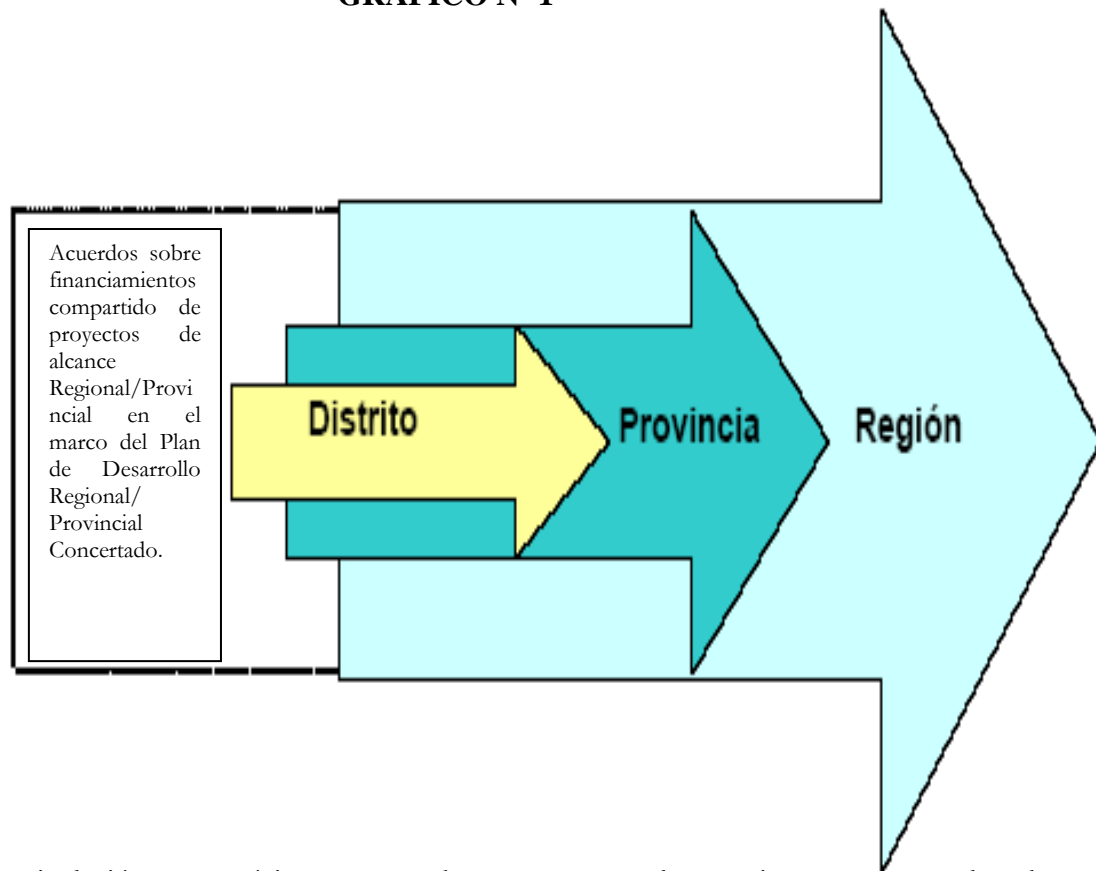 GRÁFICO Nº 1
Acuerdos sobre
financiamientos
compartido de
proyectos de
alcance
Regional/Provi
ncial en el
marco del Plan
de Desarrollo
Regional/
Provincial
Concertado.
Distrito
Provincia
Región